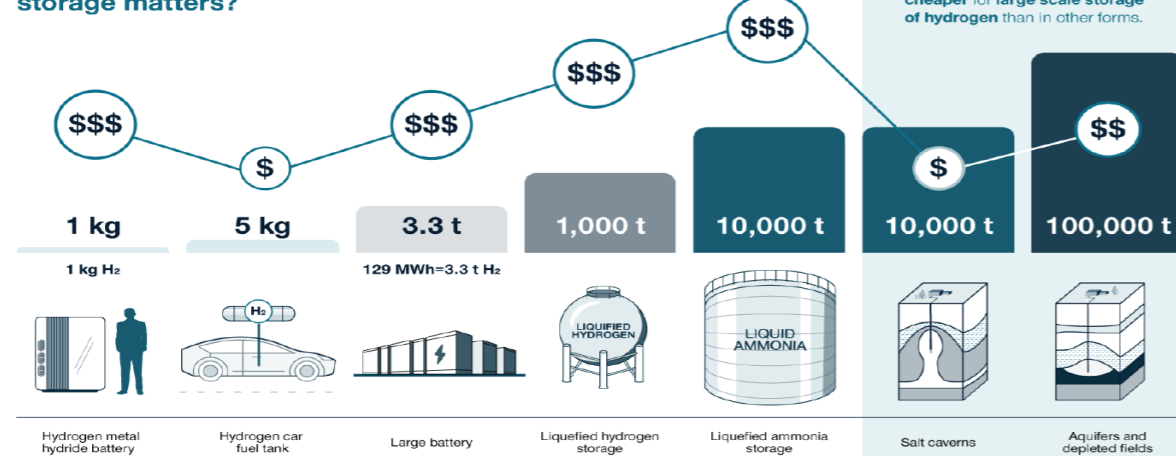 storage matters?
cheaper for large scale storage
of hydrogen than in other forms.
$$$
$
$$$
$$$
$$$
$
$$
1 kg
5 kg
3.3 t
1,000 t
10,000 t
10,000 t
100,000 t
1 kg H₂
129 MWh=3.3 t H₂
H₂
LIQUIFIED
HYDROGEN
LIQUID
AMMONIA
Hydrogen metal
hydride battery
Hydrogen car
fuel tank
Large battery
Liquefied hydrogen
storage
Liquefied ammonia
storage
Salt caverns
Aquifers and
depleted fields